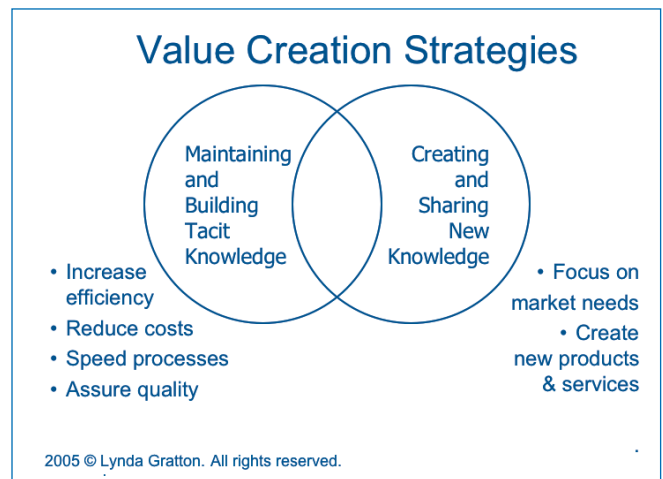 Value Creation Strategies
Maintaining
and
Building
Tacit
Knowledge
Creating
and
Sharing
New
Knowledge
• Increase
efficiency
• Reduce costs
• Speed processes
• Assure quality
• Focus on
market needs
• Create
new products
& services
.
2005 © Lynda Gratton. All rights reserved.